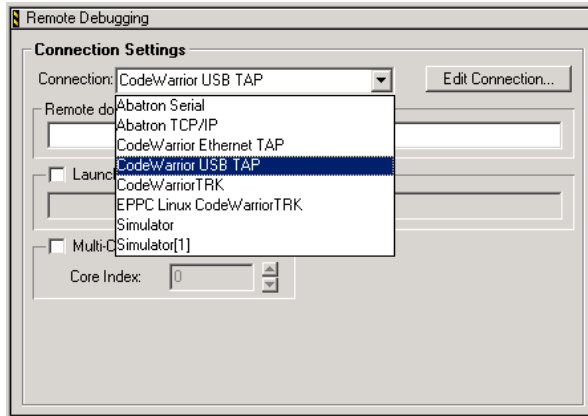 Remote Debugging
Connection Settings
Connection: CodeWarrior USB TAP Edit Connection...
Abatron Serial
Remote do
Abatron TCP/IP
CodeWarrior Ethernet TAP
CodeWarrior USB TAP
Launc
CodeWarriorTRK
EPPC Linux CodeWarriorTRK
Simulator
Simulator[1]
Multi-C
Core Index: 0